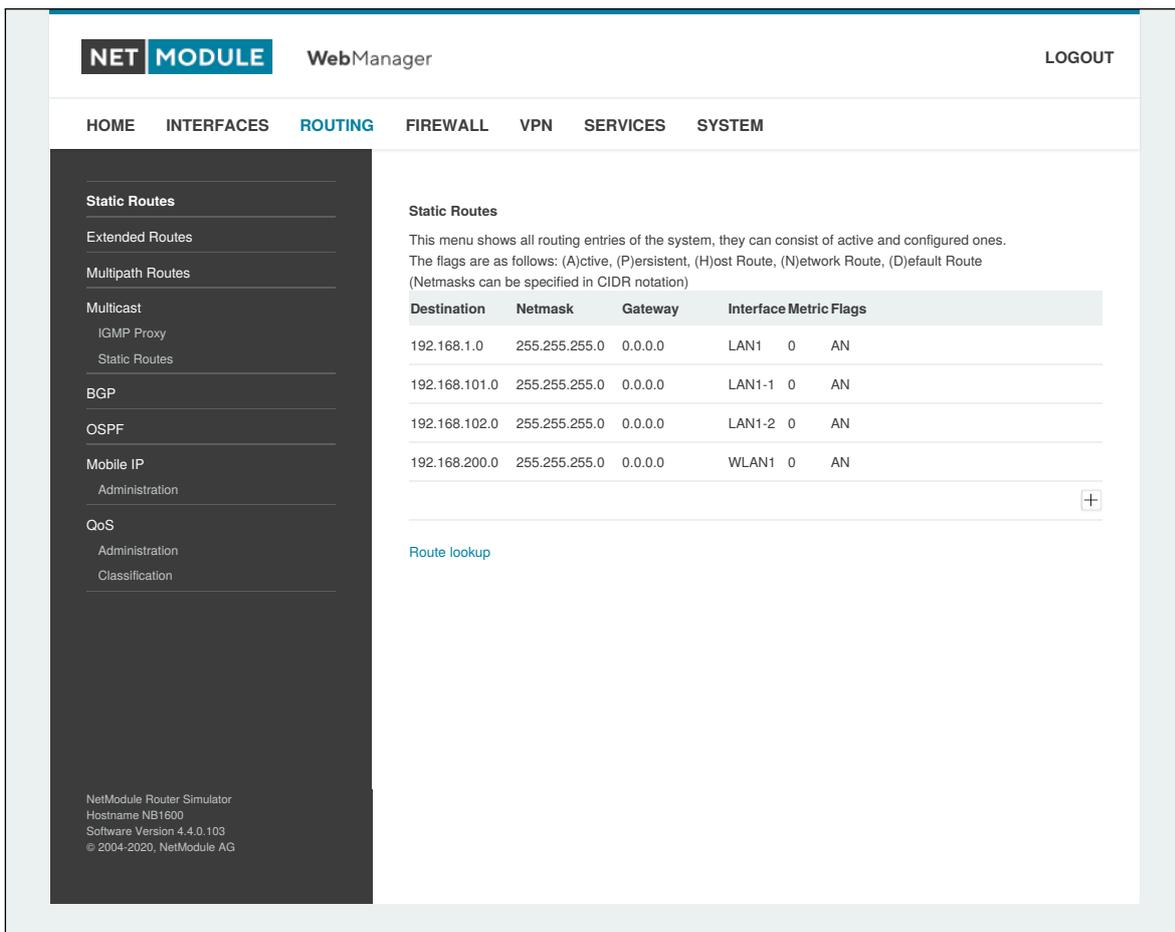 NET MODULE WebManager LOGOUT
HOME INTERFACES ROUTING FIREWALL VPN SERVICES SYSTEM
Static Routes
Extended Routes
Multipath Routes
Multicast
IGMP Proxy
Static Routes
BGP
OSPF
Mobile IP
Administration
QoS
Administration
Classification
NetModule Router Simulator
Hostname NB1600
Software Version 4.4.0.103
© 2004-2020, NetModule AG
Static Routes
This menu shows all routing entries of the system, they can consist of active and configured ones.
The flags are as follows: (A)ctive, (P)ersistent, (H)ost Route, (N)etwork Route, (D)efault Route
(Netmasks can be specified in CIDR notation)
Destination Netmask Gateway Interface Metric Flags
192.168.1.0 255.255.255.0 0.0.0.0 LAN1 0 AN
192.168.101.0 255.255.255.0 0.0.0.0 LAN1-1 0 AN
192.168.102.0 255.255.255.0 0.0.0.0 LAN1-2 0 AN
192.168.200.0 255.255.255.0 0.0.0.0 WLAN1 0 AN
Route lookup